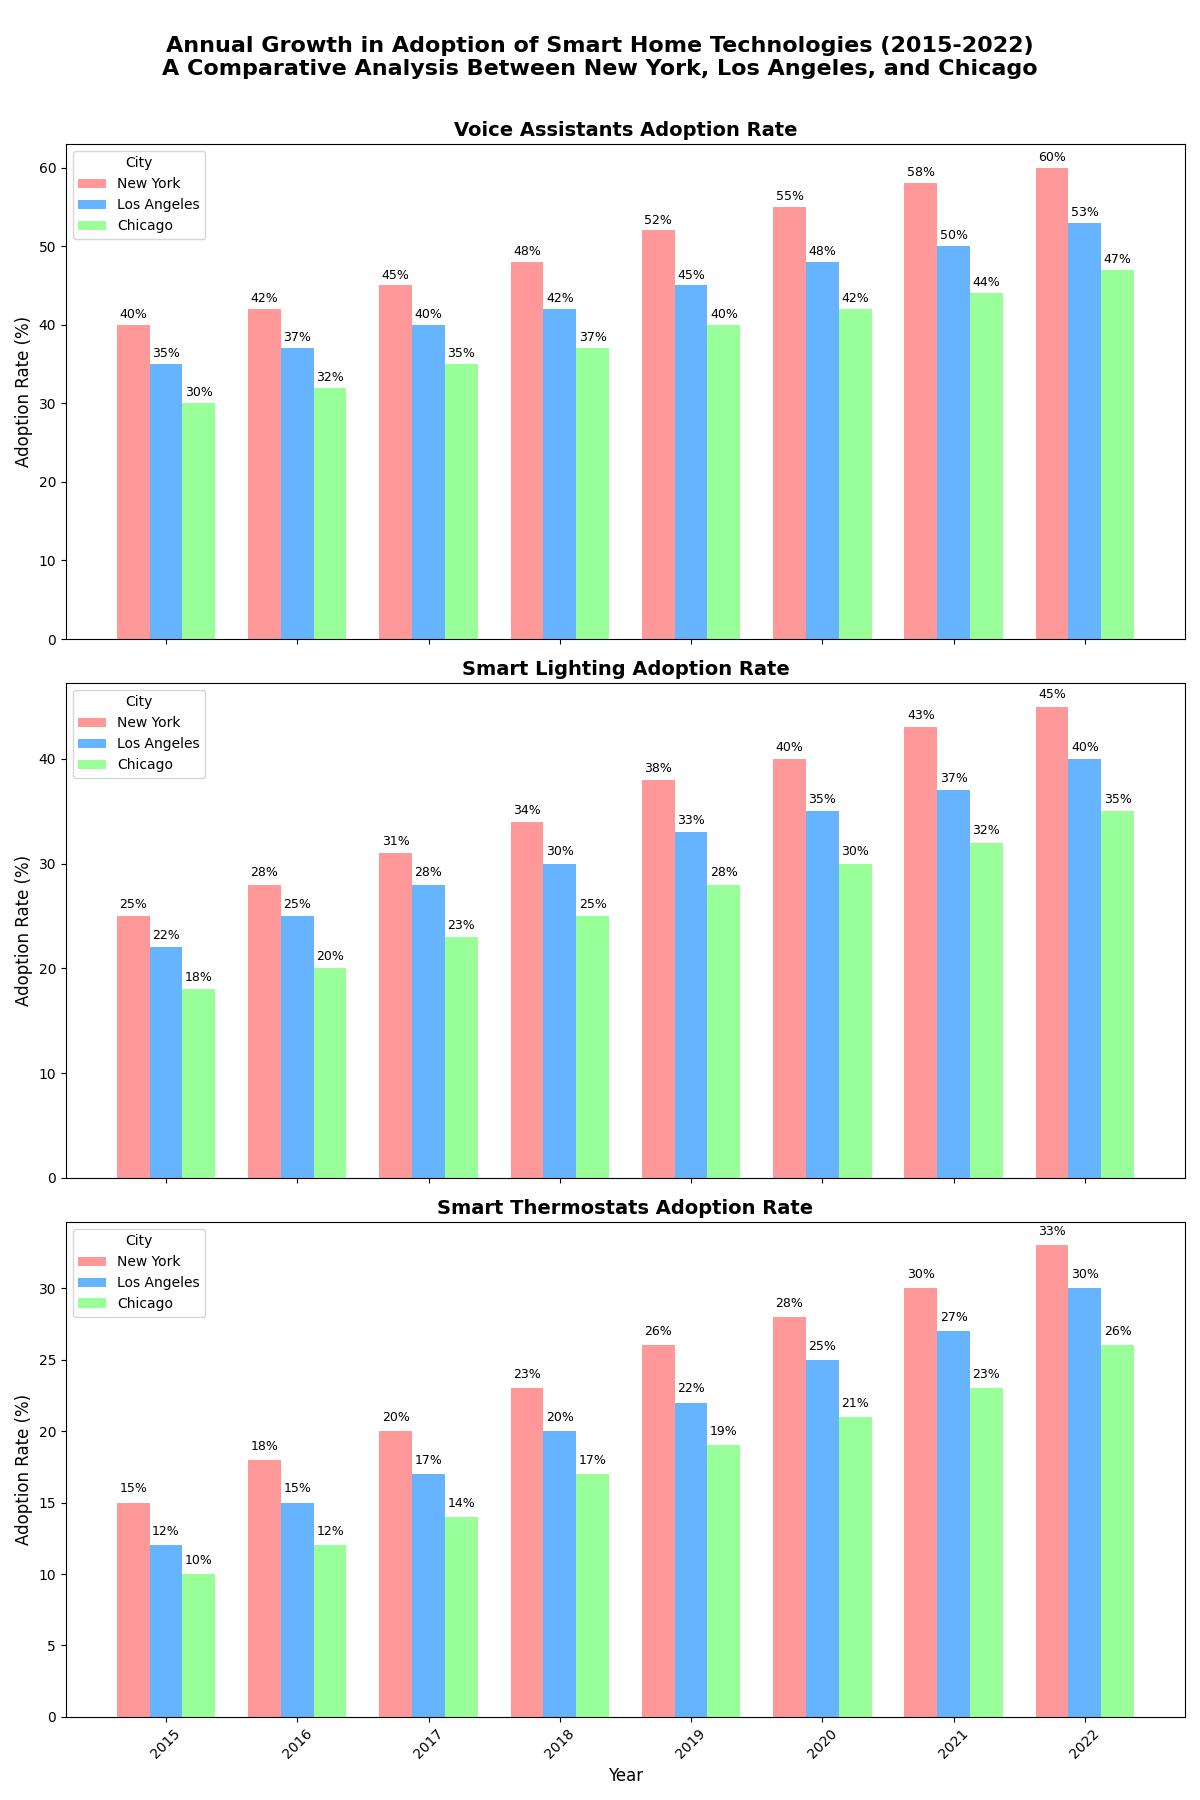 Annual Growth in Adoption of Smart Home Technologies (2015-2022)
A Comparative Analysis Between New York, Los Angeles, and Chicago
Voice Assistants Adoption Rate
City
New York
Los Angeles
Chicago
Adoption Rate (%)
60
50
40
30
20
10
0
40% 35% 30%
42% 37% 32%
45% 40% 35%
48% 42% 37%
52% 45% 40%
55% 48% 42%
58% 50% 44%
60% 53% 47%
Smart Lighting Adoption Rate
City
New York
Los Angeles
Chicago
Adoption Rate (%)
40
30
20
10
0
25% 22% 18%
28% 25% 20%
31% 28% 23%
34% 30% 25%
38% 33% 28%
40% 35% 30%
43% 37% 32%
45% 40% 35%
Smart Thermostats Adoption Rate
City
New York
Los Angeles
Chicago
Adoption Rate (%)
30
25
20
15
10
5
0
15% 12% 10%
18% 15% 12%
20% 17% 14%
23% 20% 17%
26% 22% 19%
28% 25% 21%
30% 27% 23%
33% 30% 26%
2015 2016 2017 2018 2019 2020 2021 2022
Year